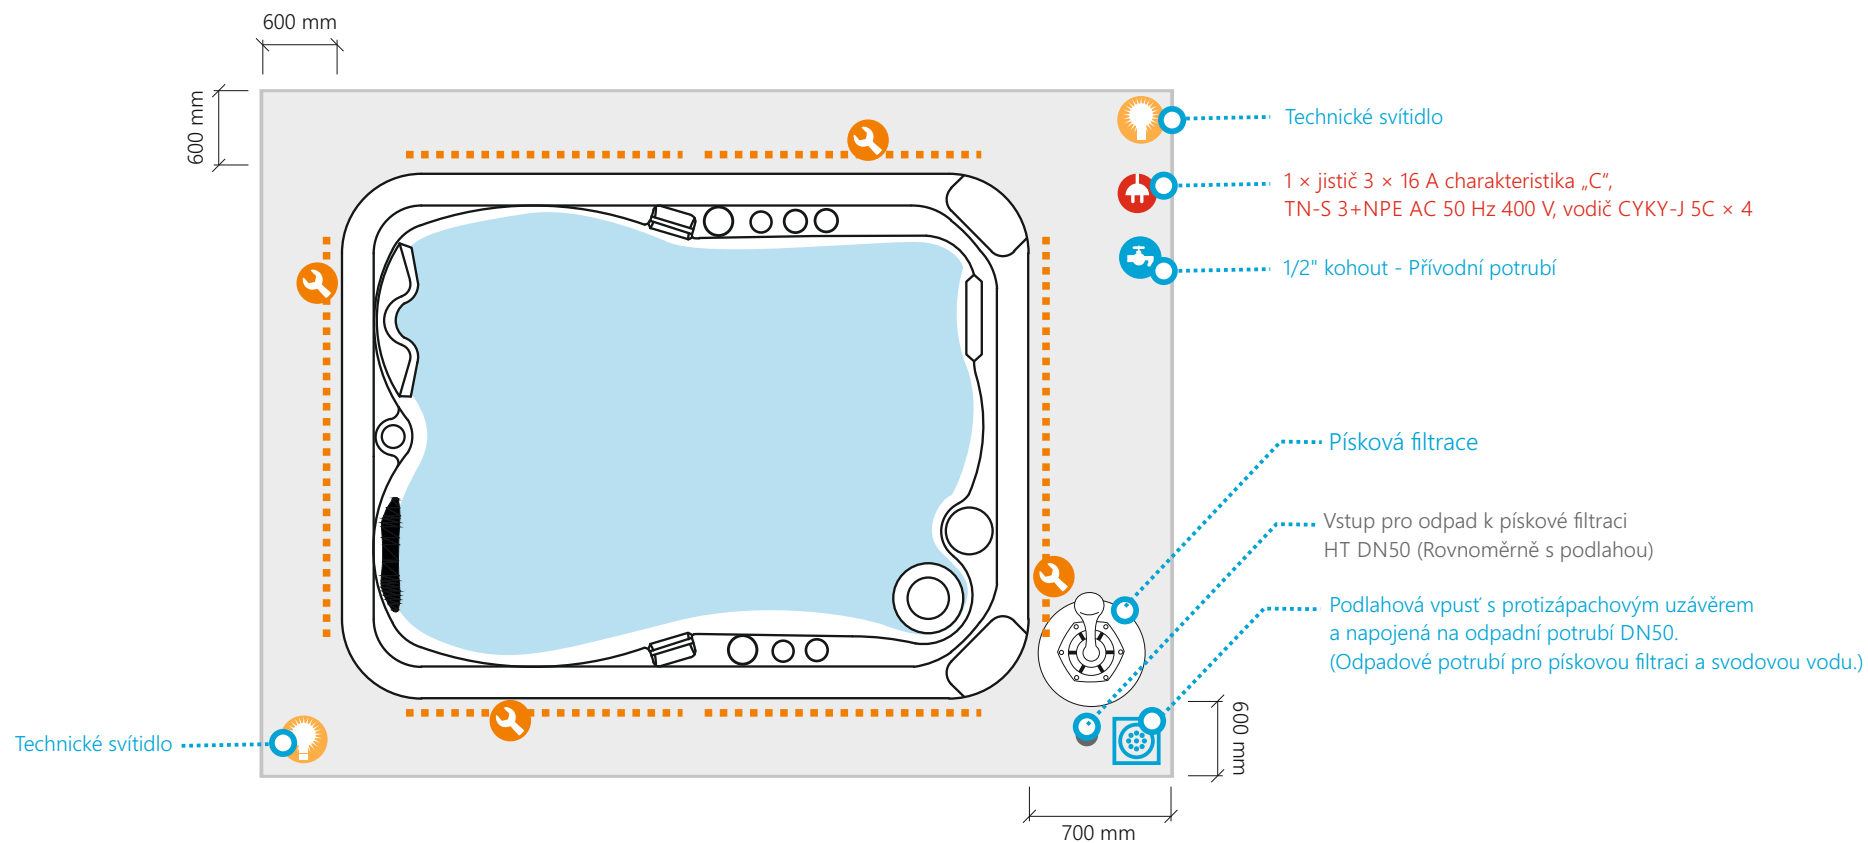 600 mm
600 mm
Technické svítidlo
1 × jistič 3 × 16 A charakteristika „C“,
TN-S 3+NPE AC 50 Hz 400 V, vodič CYKY-J 5C × 4
1/2" kohout - Přívodní potrubí
Písková filtrace
Vstup pro odpad k pískové filtraci
HT DN50 (Rovnoměrně s podlahou)
Podlahová vpusť s protizápachovým uzávěrem
a napojená na odpadní potrubí DN50.
(Odpadové potrubí pro pískovou filtraci a svodovou vodu.)
Technické svítidlo
600 mm
700 mm